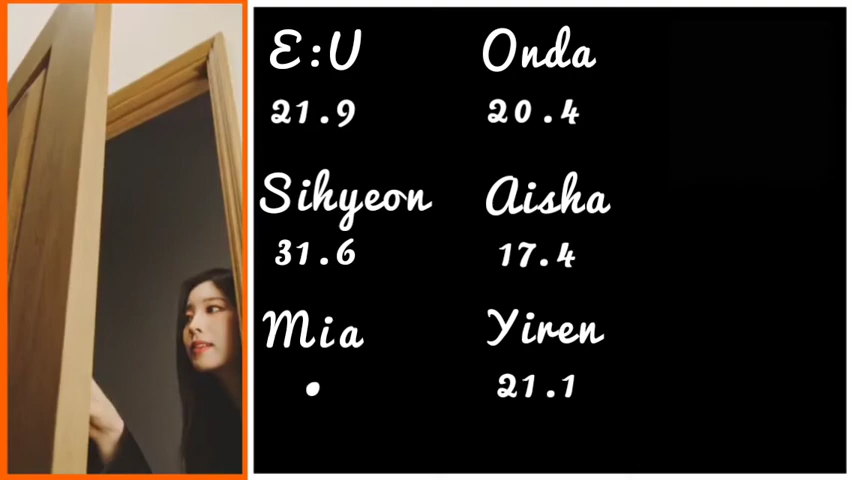 E:U Onda
21.9 20.4
Sihyeon Aisha
31.6 17.4
Mia Yiren
. 21.1